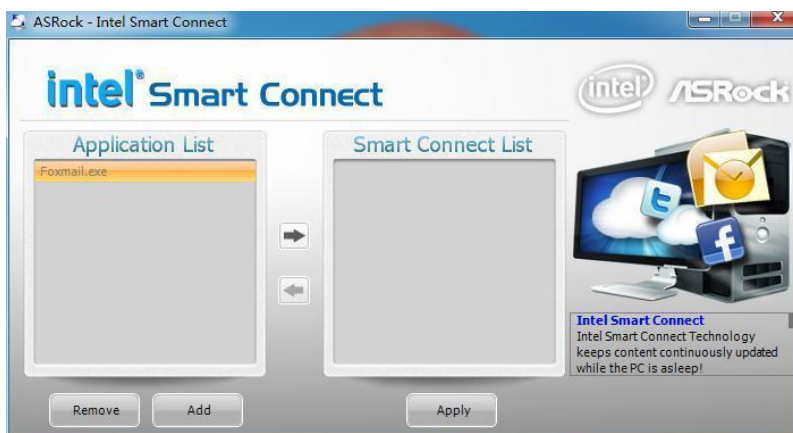 ASRock - Intel Smart Connect
intel® Smart Connect
intel ASRock
Application List
Smart Connect List
Foxmail.exe
Intel Smart Connect
Intel Smart Connect Technology
keeps content continuously updated
while the PC is asleep!
Remove Add Apply